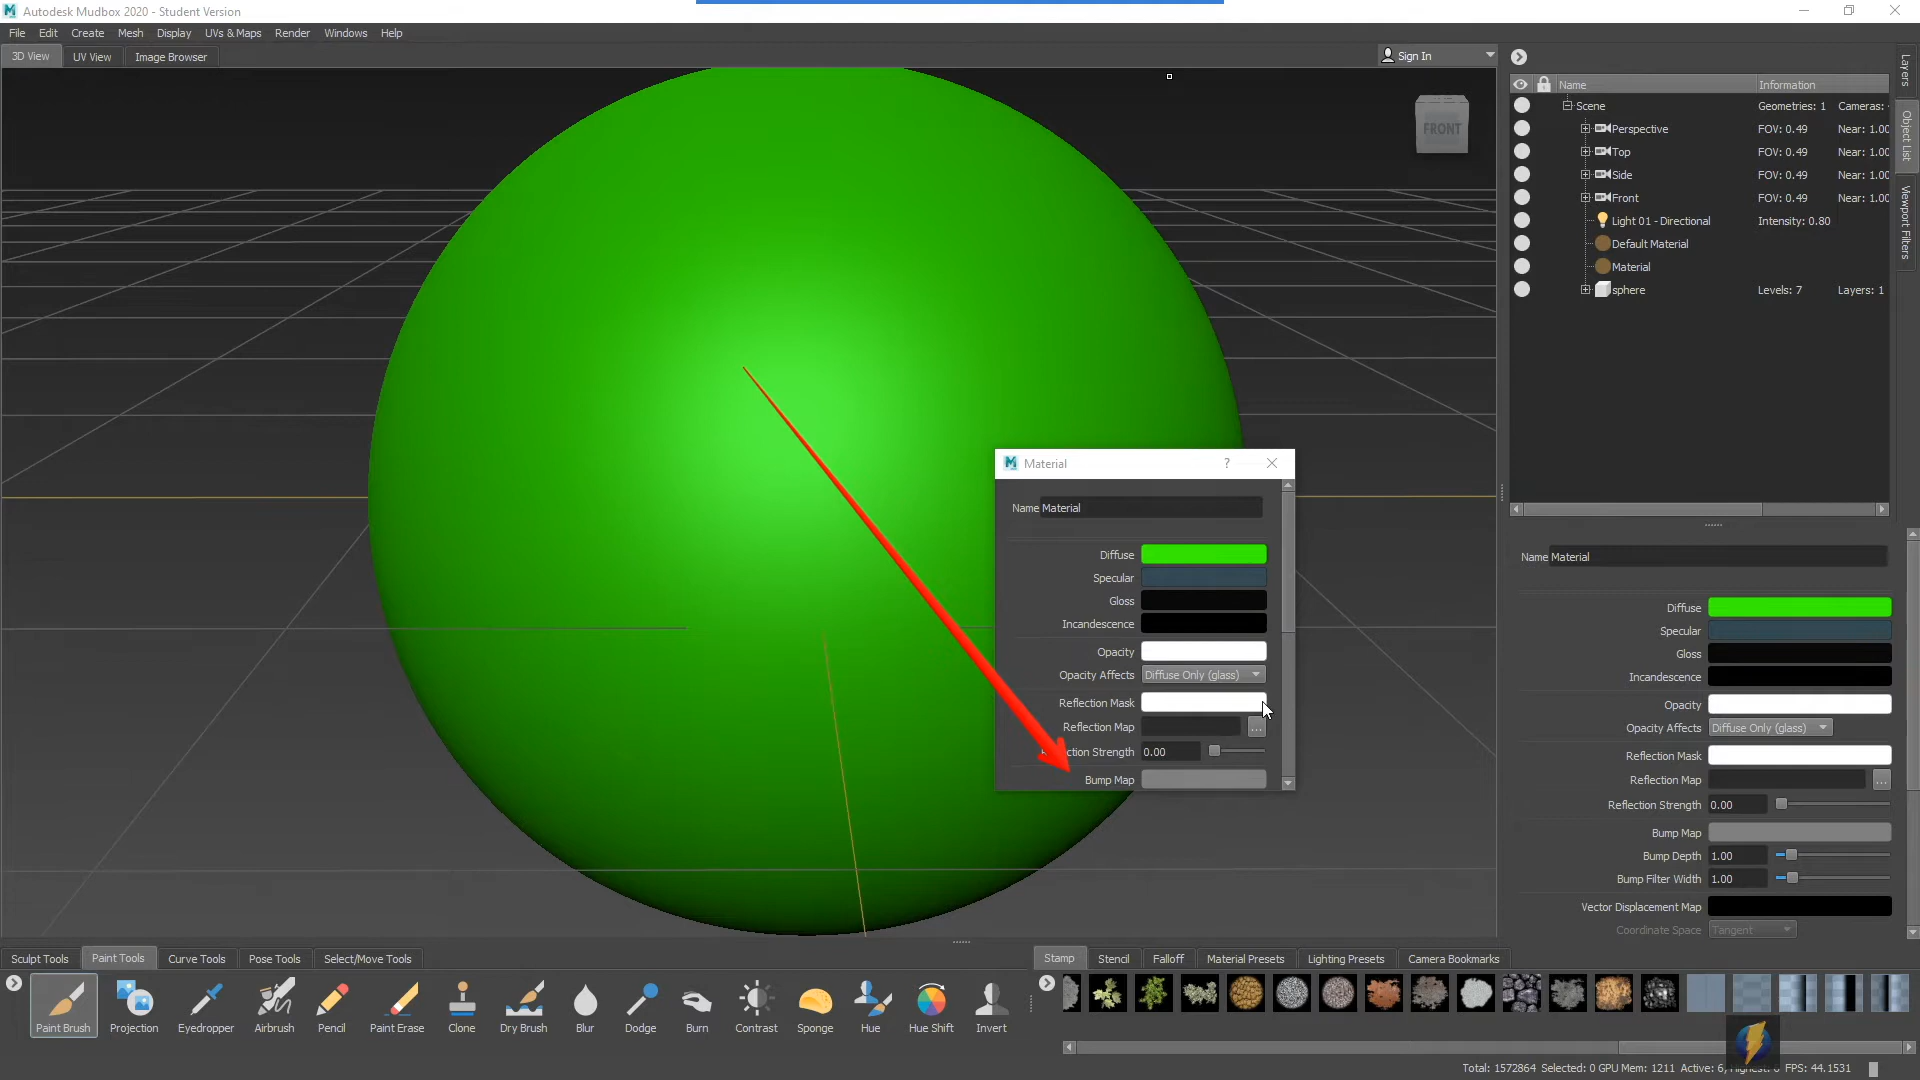 Autodesk Mudbox 2020 - Student Version
File Edit Create Mesh Display UVs & Maps Render Windows Help
3D View UV View Image Browser
Sign In
FRONT
Name Information
Scene Geometries: 1 Cameras:
Perspective FOV: 0.49 Near: 1.00
Top FOV: 0.49 Near: 1.00
Side FOV: 0.49 Near: 1.00
Front FOV: 0.49 Near: 1.00
Light 01 - Directional Intensity: 0.80
Default Material
Material
sphere Levels: 7 Layers: 1
Layers
Object List
Viewport Filters
Material ?
Name Material
Diffuse
Specular
Gloss
Incandescence
Opacity
Opacity Affects Diffuse Only (glass)
Reflection Mask
Reflection Map ...
ction Strength 0.00
Bump Map
Name Material
Diffuse
Specular
Gloss
Incandescence
Opacity
Opacity Affects Diffuse Only (glass)
Reflection Mask
Reflection Map ...
Reflection Strength 0.00
Bump Map
Bump Depth 1.00
Bump Filter Width 1.00
Vector Displacement Map
Coordinate Space Tangent
Sculpt Tools Paint Tools Curve Tools Pose Tools Select/Move Tools
Paint Brush Projection Eyedropper Airbrush Pencil Paint Erase Clone Dry Brush Blur Dodge Burn Contrast Sponge Hue Hue Shift Invert
Stamp Stencil Falloff Material Presets Lighting Presets Camera Bookmarks
Total: 1572864 Selected: 0 GPU Mem: 1211 Active: 6, Highest: 6 FPS: 44.1531